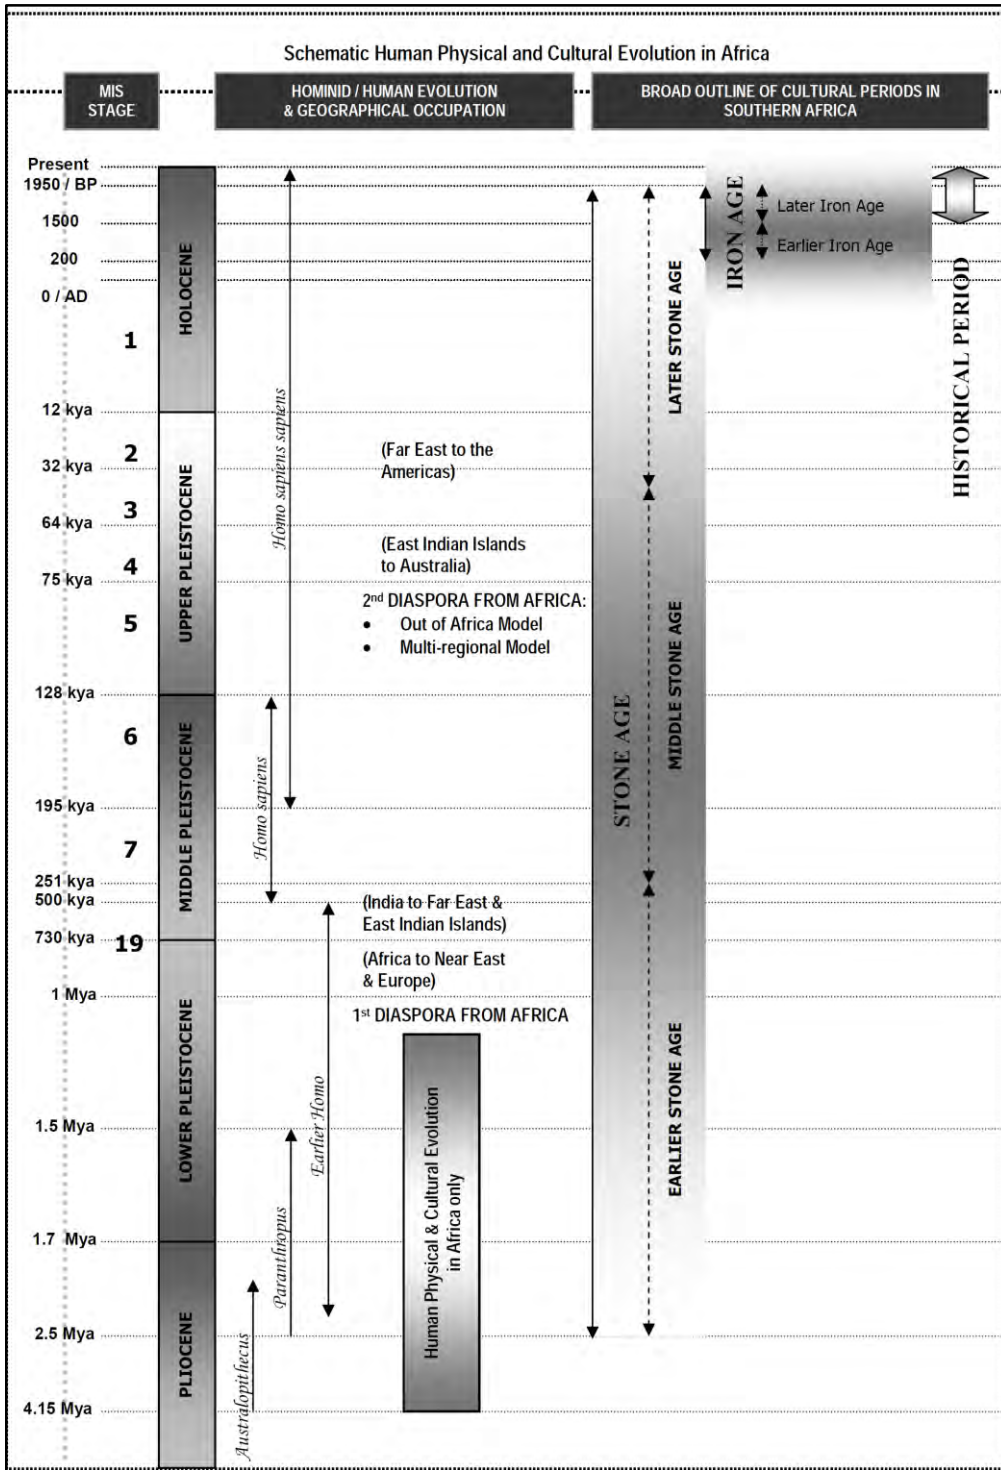 Schematic Human Physical and Cultural Evolution in Africa
MIS
STAGE
HOMINID / HUMAN EVOLUTION
& GEOGRAPHICAL OCCUPATION
BROAD OUTLINE OF CULTURAL PERIODS IN
SOUTHERN AFRICA
Present
1950 / BP
1500
200
0 / AD
1
12 kya
2
32 kya
3
64 kya
4
75 kya
5
128 kya
6
195 kya
7
251 kya
500 kya
730 kya
19
1 Mya
1.5 Mya
1.7 Mya
2.5 Mya
4.15 Mya
HOLOCENE
UPPER PLEISTOCENE
MIDDLE PLEISTOCENE
LOWER PLEISTOCENE
PLIOCENE
Homo sapiens sapiens
Homo sapiens
Earlier Homo
Paranthropus
Australopithecus
(Far East to the
Americas)
(East Indian Islands
to Australia)
2nd DIASPORA FROM AFRICA:
• Out of Africa Model
• Multi-regional Model
(India to Far East &
East Indian Islands)
(Africa to Near East
& Europe)
1st DIASPORA FROM AFRICA
Human Physical & Cultural Evolution
in Africa only
STONE AGE
LATER STONE AGE
MIDDLE STONE AGE
EARLIER STONE AGE
IRON AGE
Later Iron Age
Earlier Iron Age
HISTORICAL PERIOD